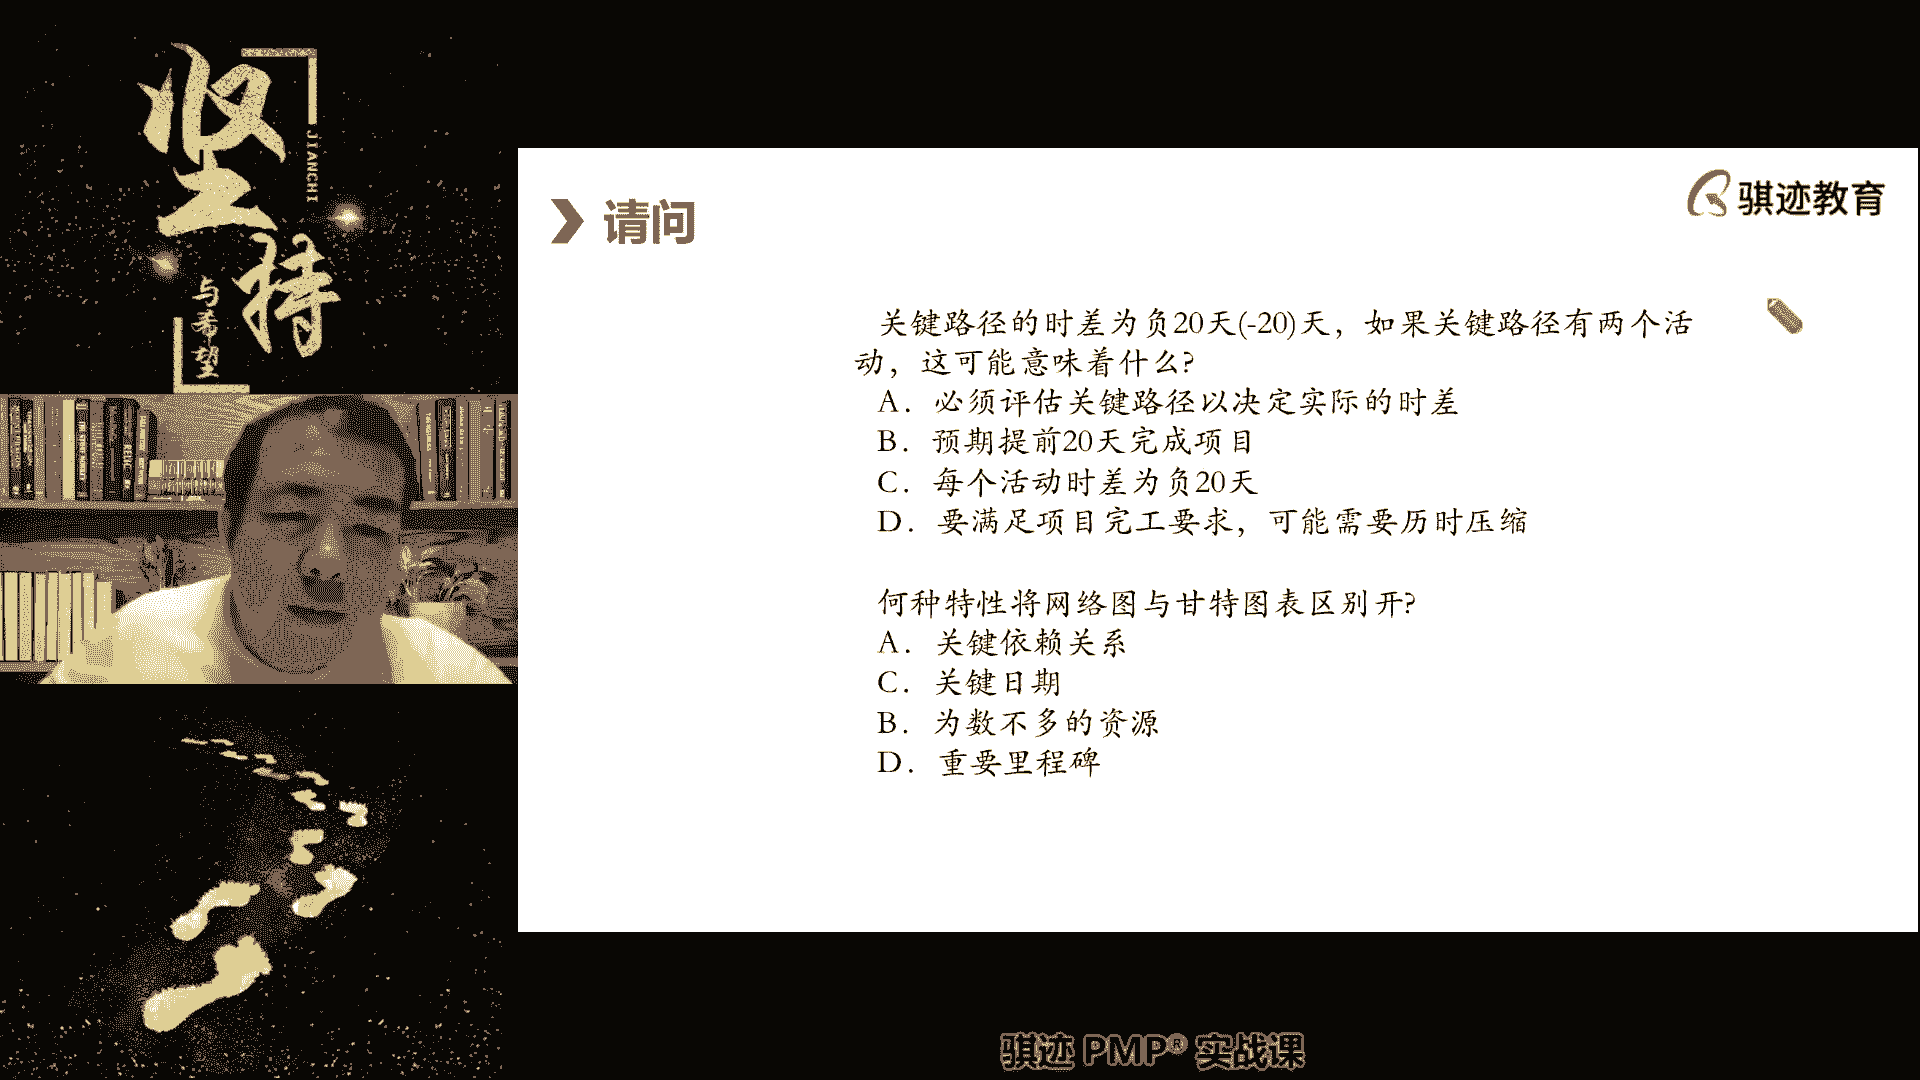 坚持
JIANCHI
与希望
请问
骐迹教育
关键路径的时差为负20天(-20)天，如果关键路径有两个活
动，这可能意味着什么?
A. 必须评估关键路径以决定实际的时差
B. 预期提前20天完成项目
C. 每个活动时差为负20天
D. 要满足项目完工要求，可能需要历时压缩
何种特性将网络图与甘特图表区别开?
A. 关键依赖关系
C. 关键日期
B. 为数不多的资源
D. 重要里程碑
骐迹 PMP® 实战课